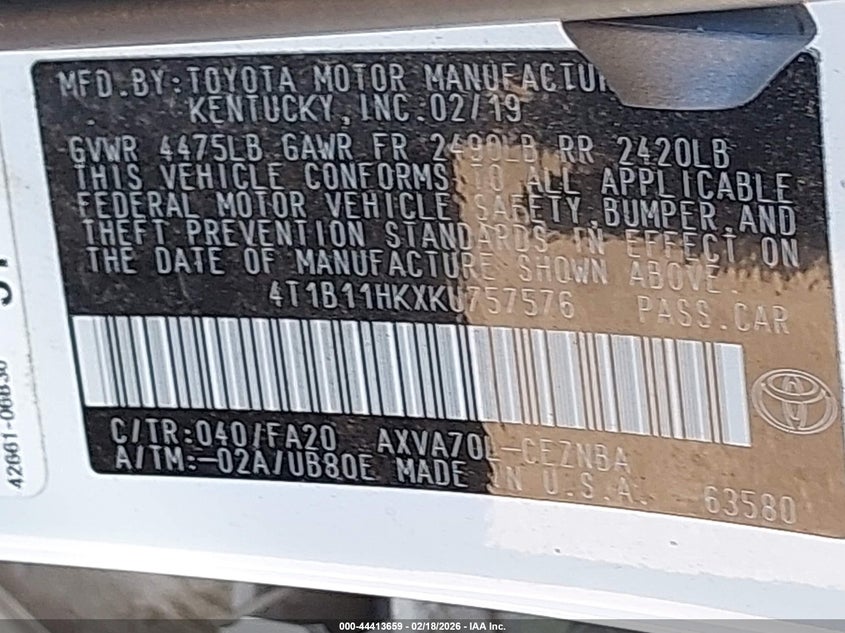 MFD.BY:TOYOTA MOTOR
KENTUCKY, INC.02/19
GVWR 4475LB GAWR FR 2490LB RR 2420LB
THIS VEHICLE CONFORMS TO ALL APPLICABLE
FEDERAL MOTOR VEHICLE SAFETY,BUMPER,AND
THEFT PREVENTION STANDARDS IN EFFECT ON
THE DATE OF MANUFACTURE SHOWN ABOVE.
4T1B11HKXKU757576 PASS.CAR
C/TR:040/FA20 AXVA70L-CEZNBA
A/TM:-02A/UB80E MADE IN U.S.A.
63580
42661-06B30
000-44413659 - 02/18/2026 - IAA Inc.